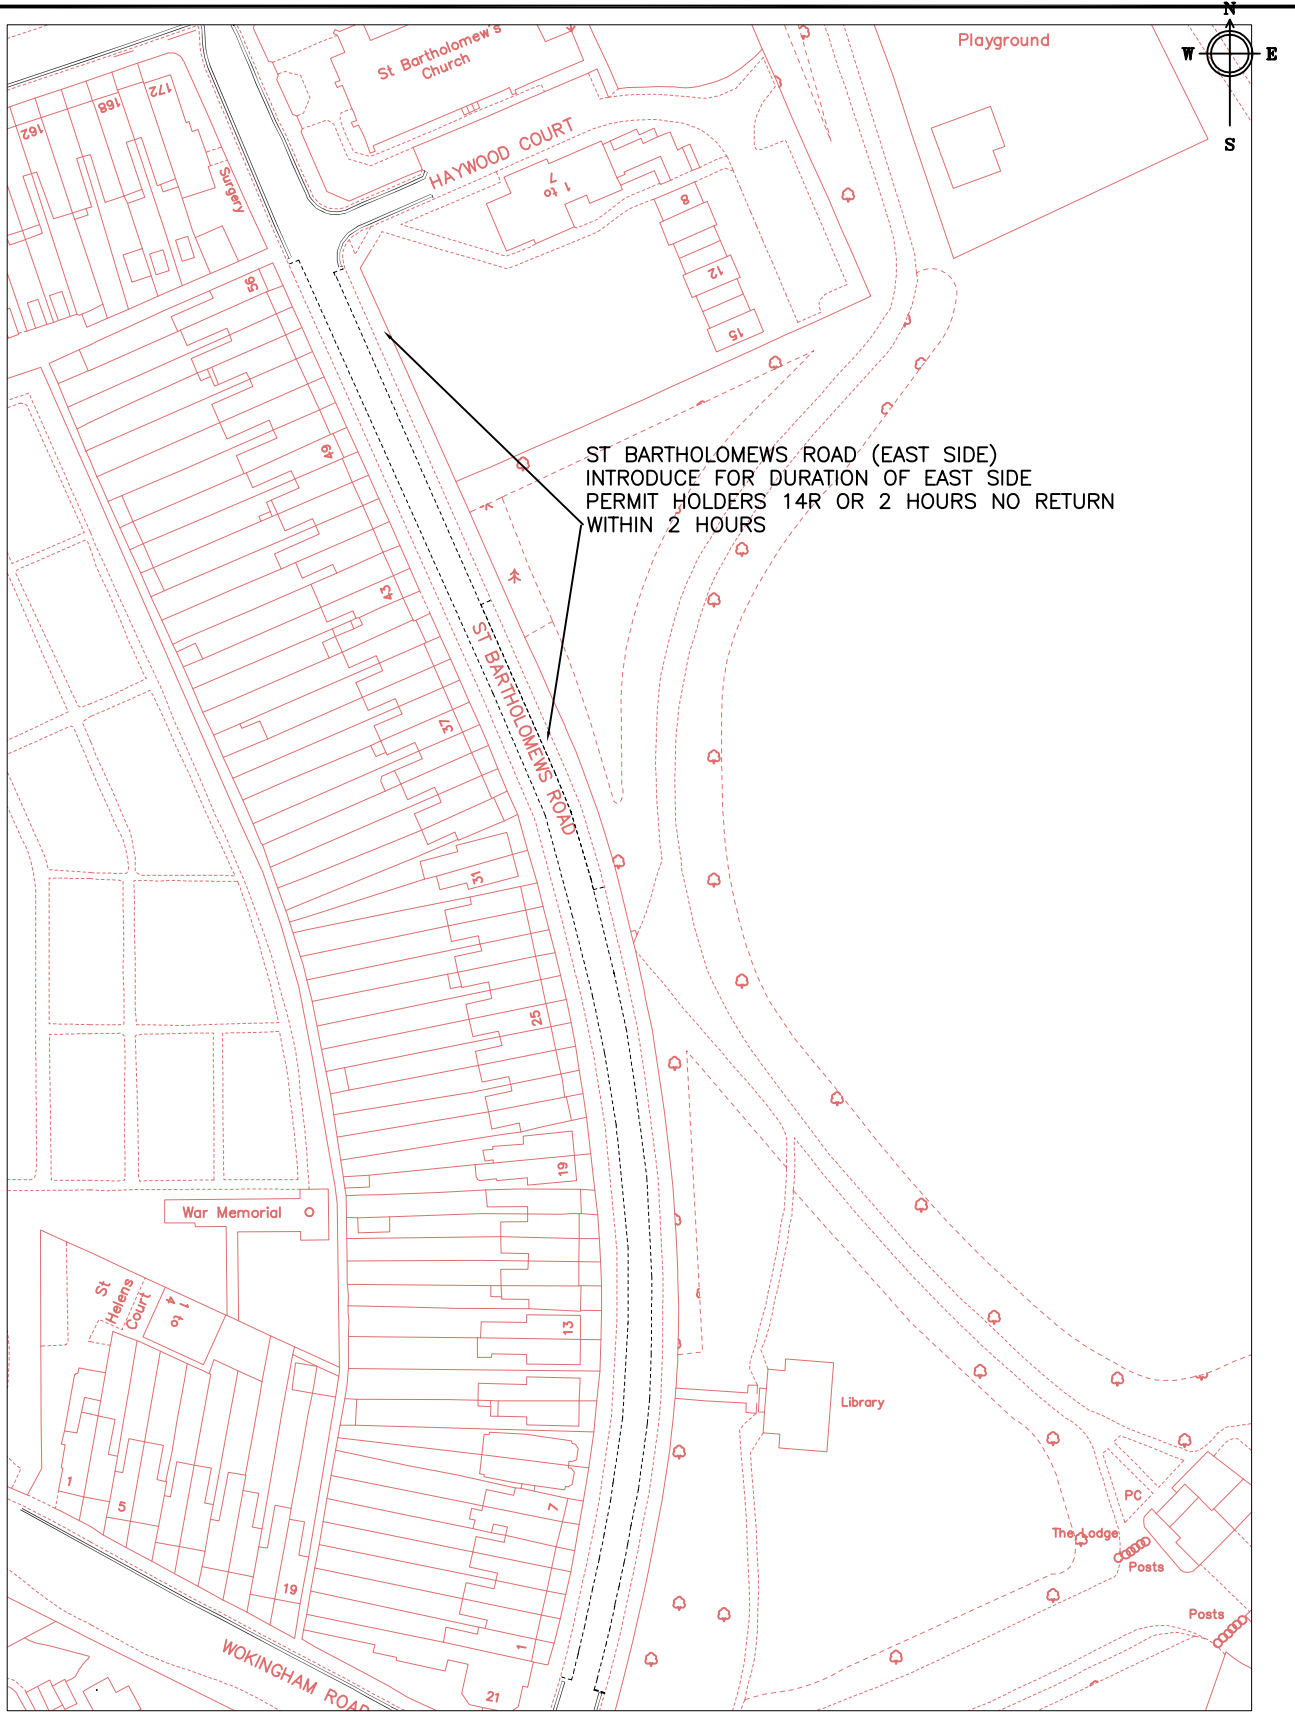 N
W E
S
Playground
St Bartholomew's
Church
172
168
162
Surgery
HAYWOOD COURT
1 to
7
8
12
15
56
49
ST BARTHOLOMEWS ROAD (EAST SIDE)
INTRODUCE FOR DURATION OF EAST SIDE
PERMIT HOLDERS 14R OR 2 HOURS NO RETURN
WITHIN 2 HOURS
43
ST BARTHOLOMEWS ROAD
37
31
25
19
War Memorial
St
Helens
Court
1 to
4
13
Library
1
5
7
19
1
21
WOKINGHAM ROAD
PC
The Lodge
Posts
Posts